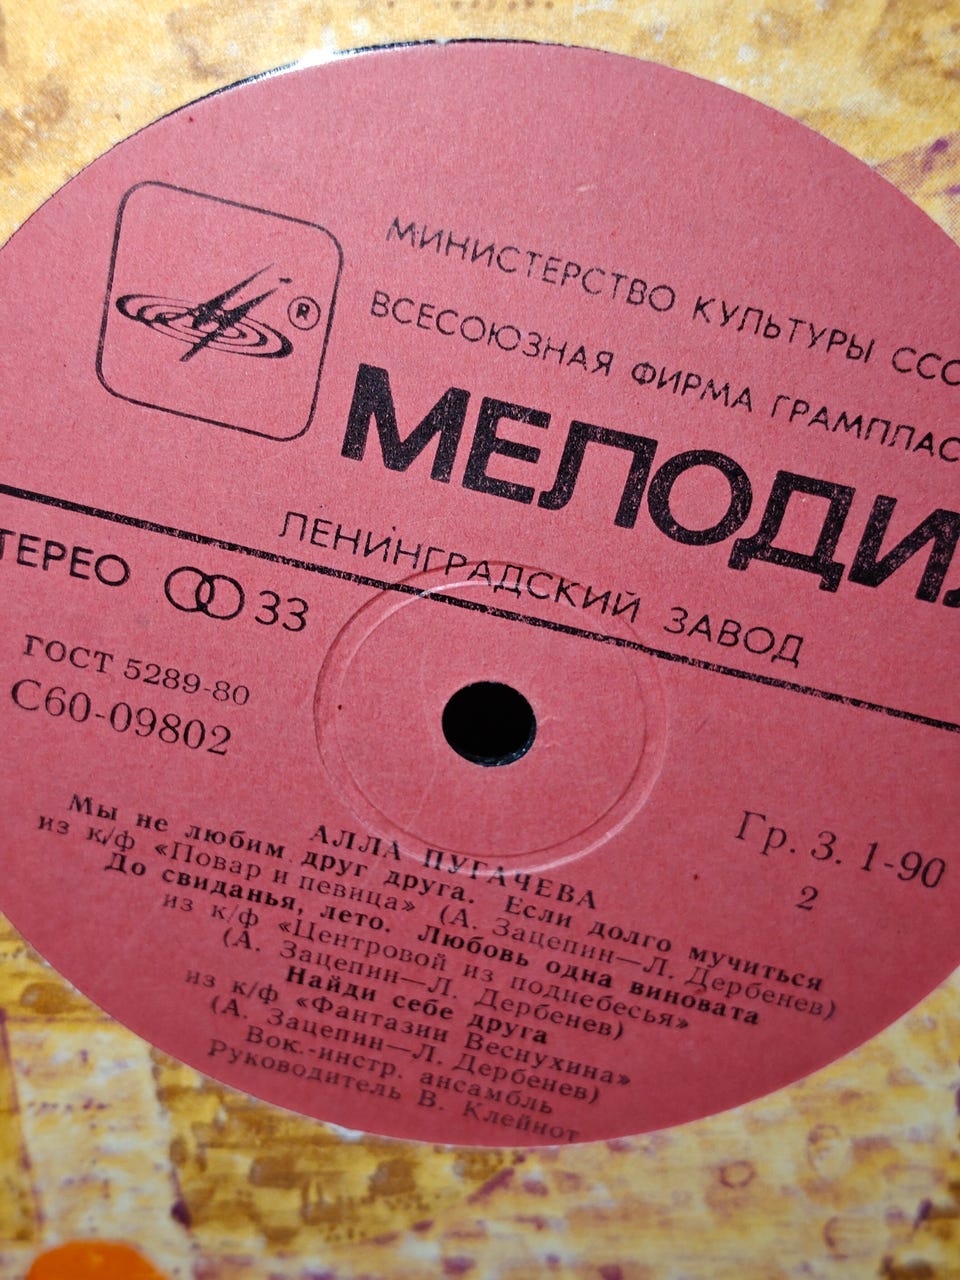 ®
МИНИСТЕРСТВО КУЛЬТУРЫ ССС
ВСЕСОЮЗНАЯ ФИРМА ГРАМПЛАС
МЕЛОДИ
ЛЕНИНГРАДСКИЙ ЗАВОД
ТЕРЕО 33
ГОСТ 5289-80
С60-09802
Гр. 3. 1-90
2
АЛЛА ПУГАЧЕВА
Мы не любим друг друга. Если долго мучиться
из к/ф «Повар и певица» (А. Зацепин—Л. Дербенев)
До свиданья, лето. Любовь одна виновата
из к/ф «Центровой из поднебесья»
(А. Зацепин—Л. Дербенев)
Найди себе друга
из к/ф «Фантазии Веснухина»
(А. Зацепин—Л. Дербенев)
Вок.-инстр. ансамбль
Руководитель В. Клейнот